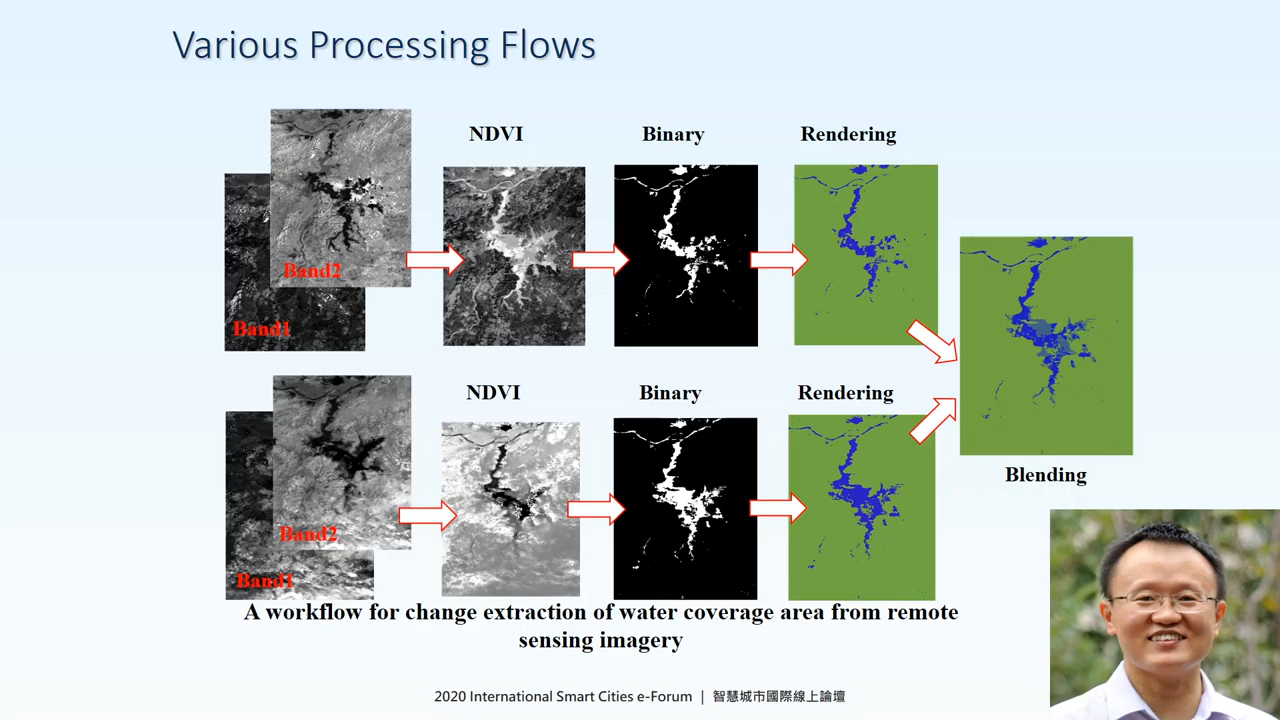 Various Processing Flows
NDVI
Binary
Rendering
Band2
Band1
NDVI
Binary
Rendering
Band2
Band1
Blending
A workflow for change extraction of water coverage area from remote
sensing imagery
2020 International Smart Cities e-Forum | 智慧城市國際線上論壇